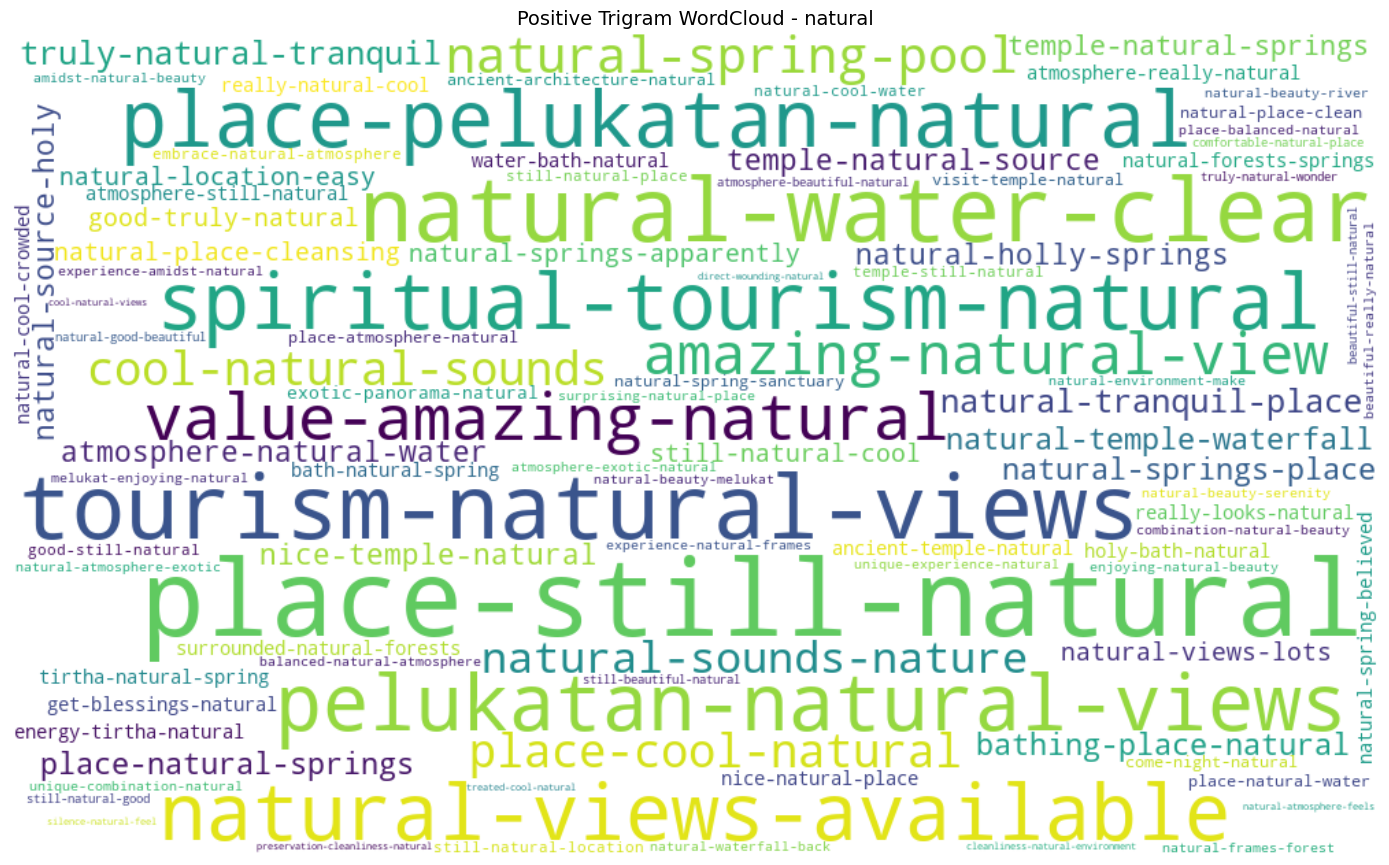 Positive Trigram WordCloud - natural
truly-natural-tranquil
natural-spring-pool
temple-natural-springs
amidst-natural-beauty
really-natural-cool
ancient-architecture-natural
atmosphere-really-natural
natural-cool-water
natural-beauty-river
place-pelukatan-natural
natural-place-clean
place-balanced-natural
comfortable-natural-place
embrace-natural-atmosphere
water-bath-natural
temple-natural-source
natural-forests-springs
natural-location-easy
still-natural-place
atmosphere-beautiful-natural
visit-temple-natural
truly-natural-wonder
atmosphere-still-natural
natural-source-holy
natural-cool-crowded
good-truly-natural
natural-water-clear
natural-place-cleansing
natural-springs-apparently
natural-holly-springs
beautiful-still-natural
beautiful-really-natural
experience-amidst-natural
direct-wounding-natural
temple-still-natural
cool-natural-views
spiritual-tourism-natural
natural-good-beautiful
place-atmosphere-natural
cool-natural-sounds
amazing-natural-view
natural-spring-sanctuary
natural-environment-make
exotic-panorama-natural
surprising-natural-place
value-amazing-natural
natural-tranquil-place
atmosphere-natural-water
still-natural-cool
natural-temple-waterfall
bath-natural-spring
atmosphere-exotic-natural
natural-springs-place
melukat-enjoying-natural
natural-beauty-melukat
tourism-natural-views
natural-beauty-serenity
really-looks-natural
combination-natural-beauty
good-still-natural
nice-temple-natural
experience-natural-frames
ancient-temple-natural
holy-bath-natural
natural-atmosphere-exotic
unique-experience-natural
enjoying-natural-beauty
natural-spring-believed
place-still-natural
surrounded-natural-forests
balanced-natural-atmosphere
natural-sounds-nature
natural-views-lots
tirtha-natural-spring
still-beautiful-natural
get-blessings-natural
pelukatan-natural-views
energy-tirtha-natural
place-natural-springs
place-cool-natural
bathing-place-natural
come-night-natural
nice-natural-place
place-natural-water
unique-combination-natural
treated-cool-natural
still-natural-good
natural-views-available
natural-atmosphere-feels
silence-natural-feel
preservation-cleanliness-natural
still-natural-location
natural-waterfall-back
cleanliness-natural-environment
natural-frames-forest